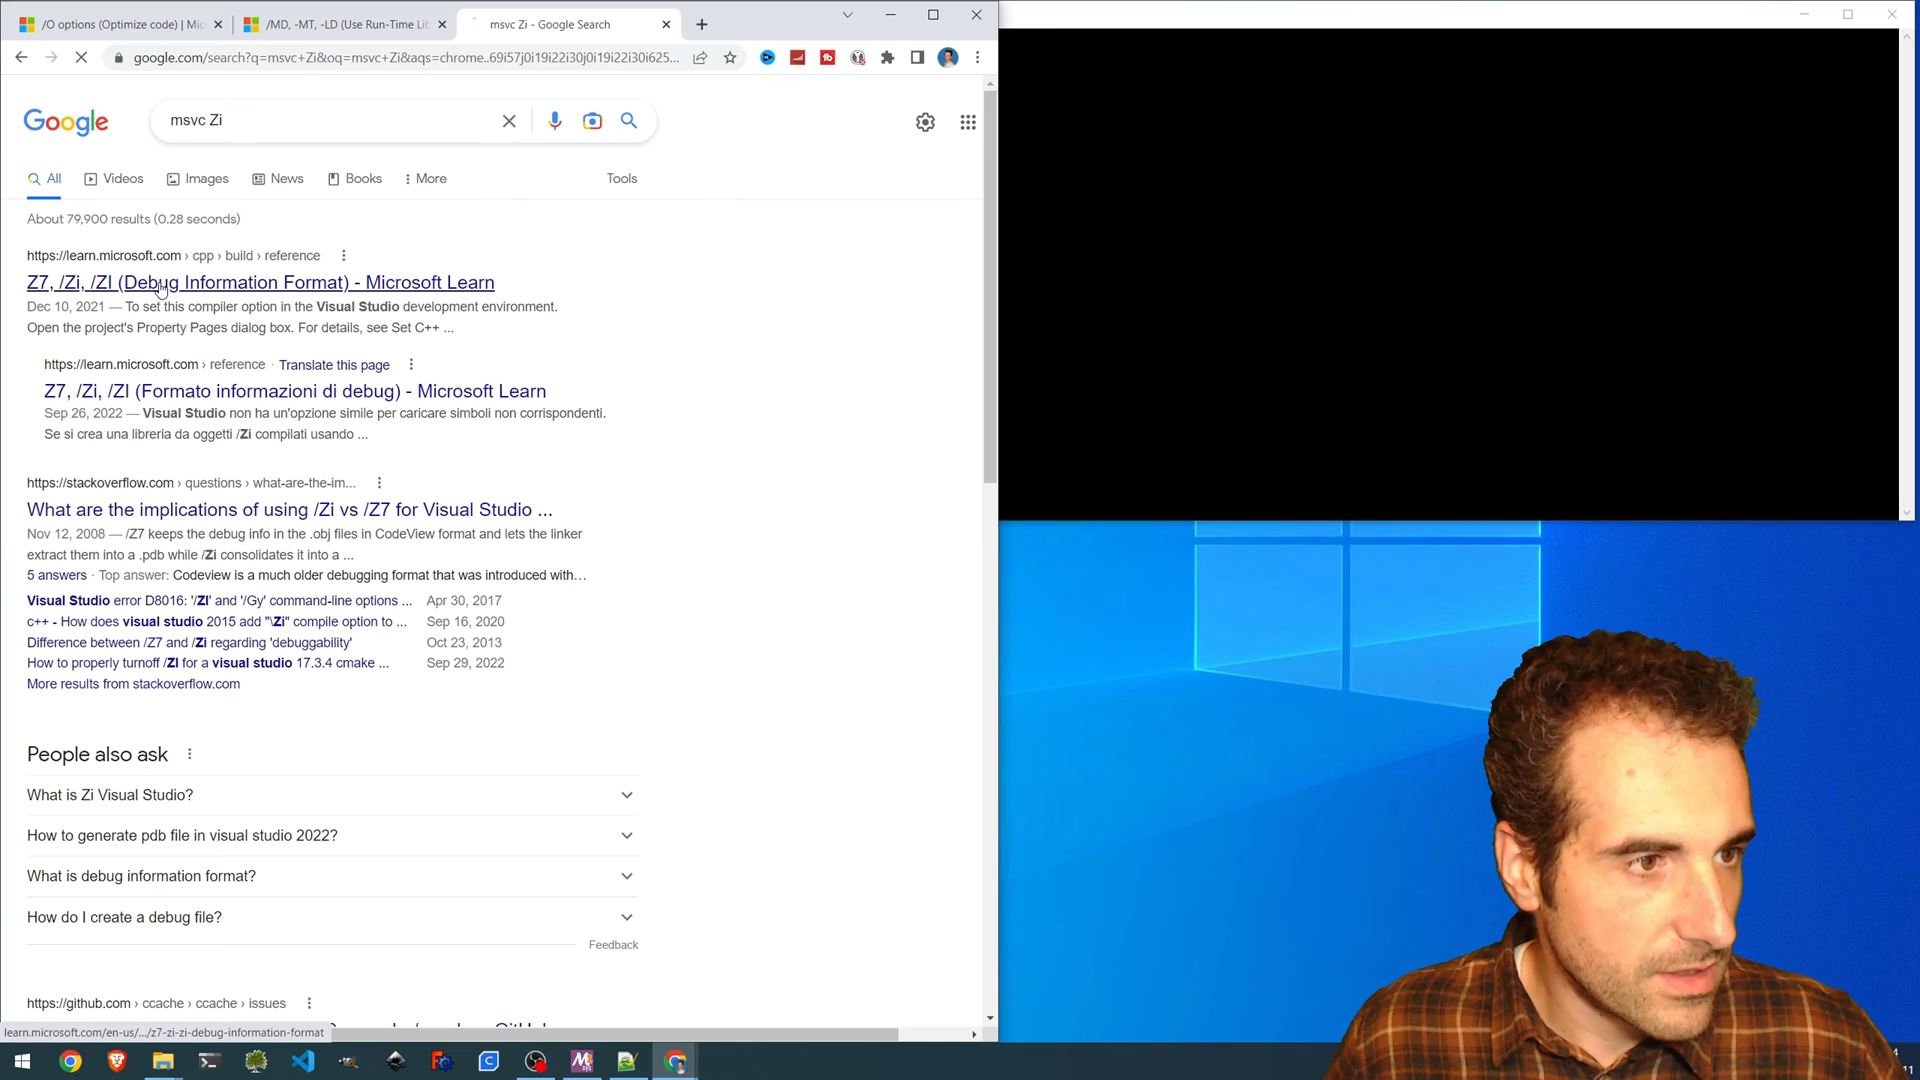 /O options (Optimize code) | Mic
/MD, -MT, -LD (Use Run-Time Lib
msvc Zi - Google Search
google.com/search?q=msvc+Zi&oq=msvc+Zi&aqs=chrome..69i57j0i19i22i30j0i19i22i30i625...
Google
msvc Zi
All
Videos
Images
News
Books
More
Tools
About 79,900 results (0.28 seconds)
https://learn.microsoft.com › cpp › build › reference
Z7, /Zi, /ZI (Debug Information Format) - Microsoft Learn
Dec 10, 2021 — To set this compiler option in the Visual Studio development environment.
Open the project's Property Pages dialog box. For details, see Set C++ ...
https://learn.microsoft.com › reference · Translate this page
Z7, /Zi, /ZI (Formato informazioni di debug) - Microsoft Learn
Sep 26, 2022 — Visual Studio non ha un'opzione simile per caricare simboli non corrispondenti.
Se si crea una libreria da oggetti /Zi compilati usando ...
https://stackoverflow.com › questions › what-are-the-im...
What are the implications of using /Zi vs /Z7 for Visual Studio ...
Nov 12, 2008 — /Z7 keeps the debug info in the .obj files in CodeView format and lets the linker
extract them into a .pdb while /Zi consolidates it into a ...
5 answers · Top answer: Codeview is a much older debugging format that was introduced with...
Visual Studio error D8016: '/ZI' and '/Gy' command-line options ... Apr 30, 2017
c++ - How does visual studio 2015 add "\Zi" compile option to ... Sep 16, 2020
Difference between /Z7 and /Zi regarding 'debuggability' Oct 23, 2013
How to properly turnoff /ZI for a visual studio 17.3.4 cmake ... Sep 29, 2022
More results from stackoverflow.com
People also ask
What is Zi Visual Studio?
How to generate pdb file in visual studio 2022?
What is debug information format?
How do I create a debug file?
Feedback
https://github.com › ccache › ccache › issues
learn.microsoft.com/en-us/.../z7-zi-zi-debug-information-format